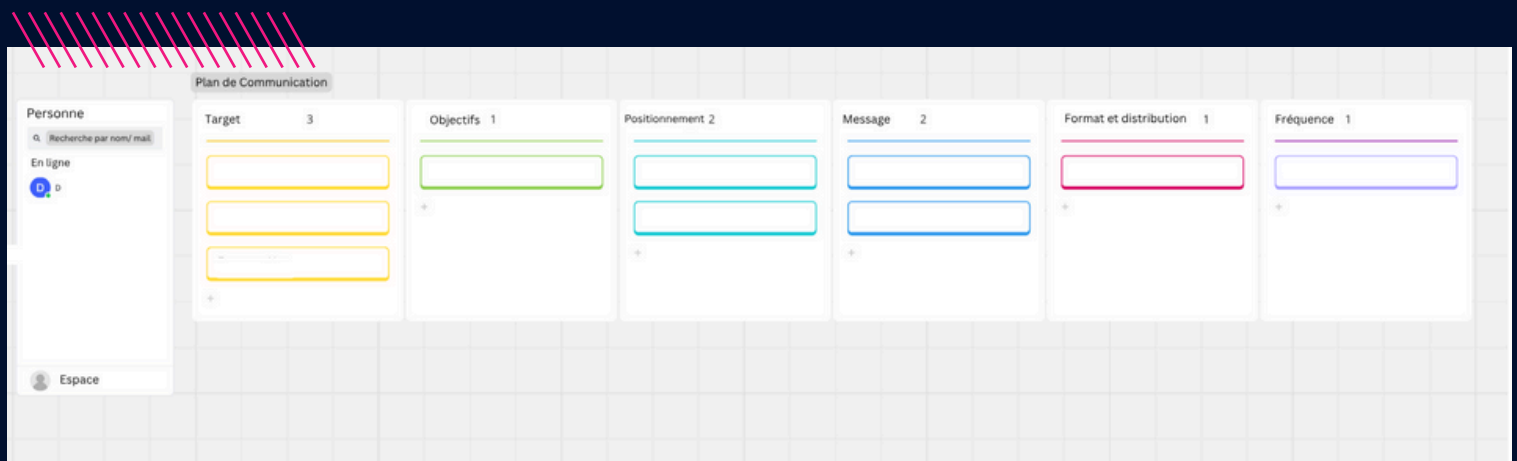 Plan de Communication
Personne
Recherche par nom/ mail
En ligne
D
D
Espace
Target 3
Objectifs 1
Positionnement 2
Message 2
Format et distribution 1
Fréquence 1